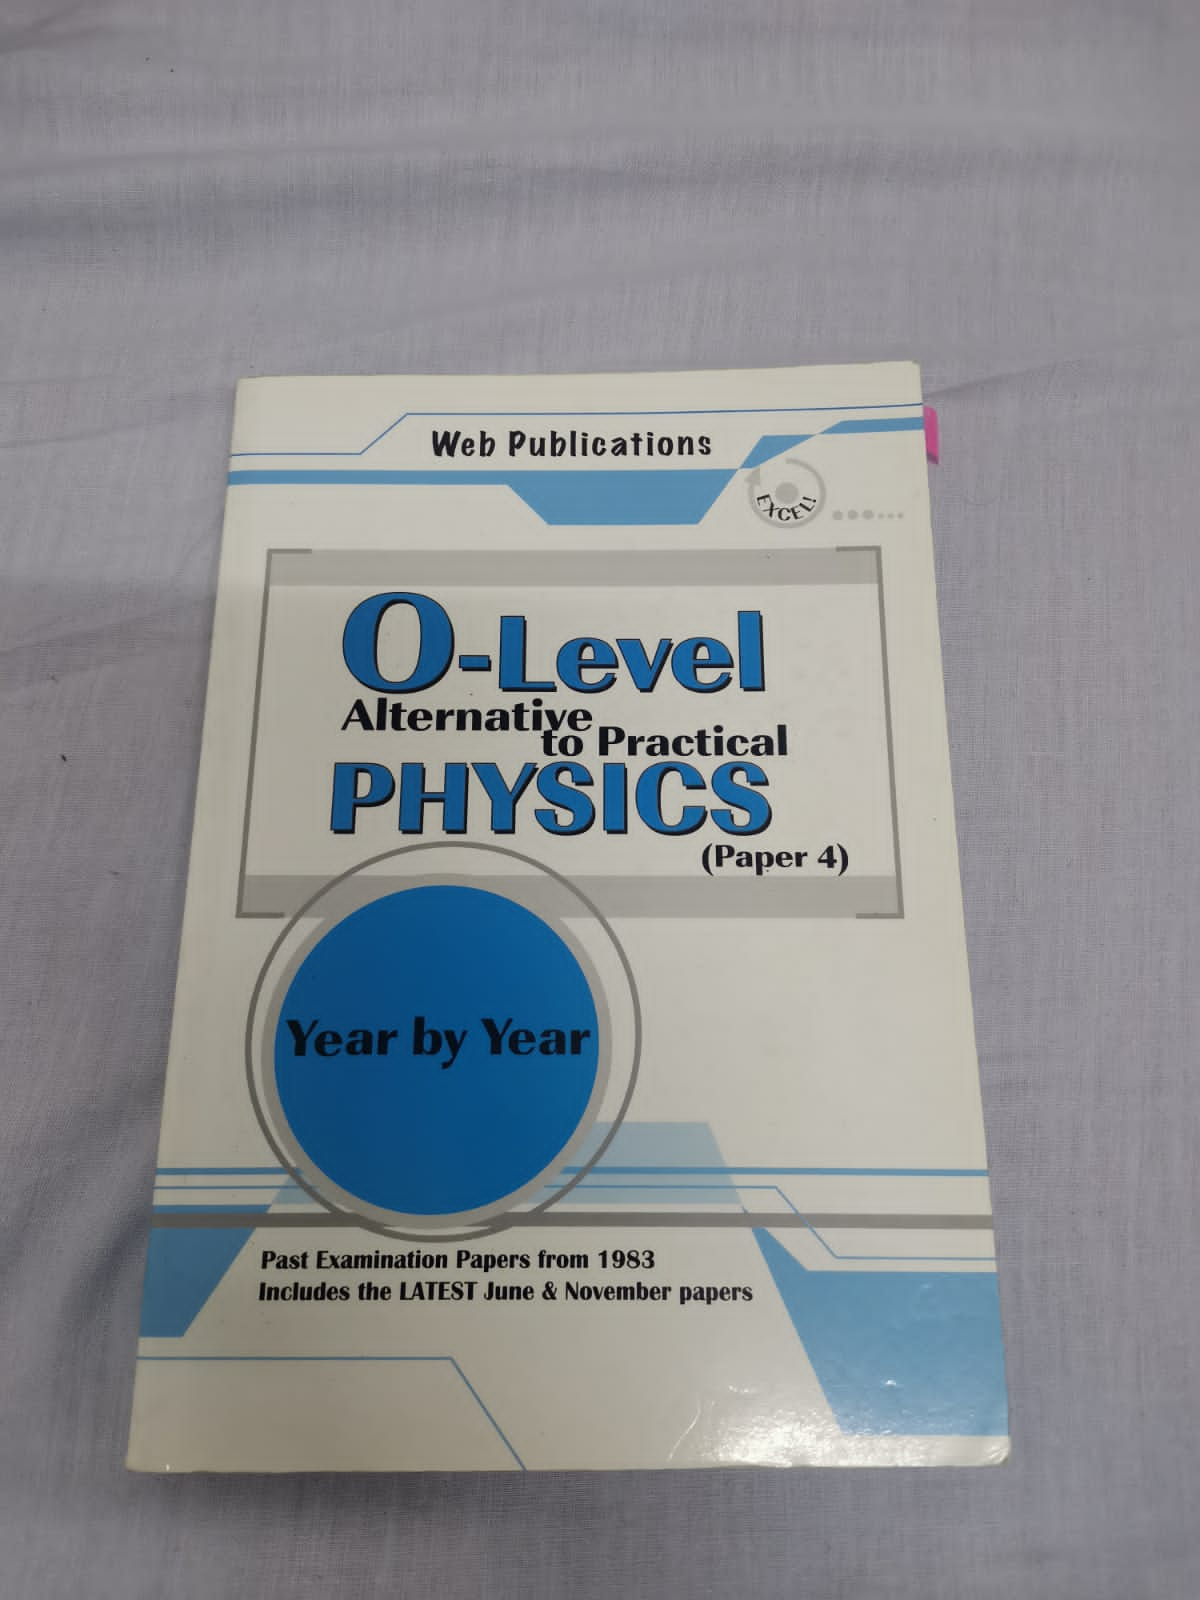 Web Publications
EXCEL!
O-Level
Alternative
to Practical
PHYSICS
(Paper 4)
Year by Year
Past Examination Papers from 1983
Includes the LATEST June & November papers